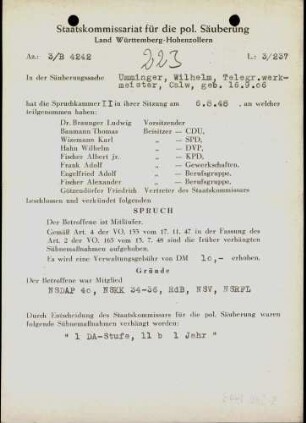 Staatskommissariat für die pol. Säuberung
Land Württemberg-Hohenzollern
Az.: 3/B 4242
223
L: 3/237
In der Säuberungssache Umminger, Wilhelm, Telegr.werk-
meister, Calw, geb. 16.9.06
hat die Spruchkammer II in ihrer Sitzung am 6.8.48 , an welcher
teilgenommen haben:
Dr. Brauner Ludwig Vorsitzender
Baumann Thomas Beisitzer — CDU,
Wizemann Karl „ — SPD,
Hahn Wilhelm „ — DVP,
Fischer Albert jr. „ — KPD,
Frank Adolf „ — Gewerkschaften,
Engelfried Adolf „ — Berufsgruppe,
Fischer Alexander „ — Berufsgruppe,
Götzendörfer Friedrich Vertreter des Staatskommissars
beschlossen und verkündet folgenden
SPRUCH
Der Betroffene ist Mitläufer.
Gemäß Art. 4 der VO. 133 vom 17. 11. 47 in der Fassung des
Art. 2 der VO. 165 vom 13. 7. 48 sind die früher verhängten
Sühnemaßnahmen aufgehoben.
Es wird eine Verwaltungsgebühr von DM 10,- erhoben.
Gründe
Der Betroffene war Mitglied
NSDAP 40, NSKK 34-36, RdB, NSV, NSRFL
Durch Entscheidung des Staatskommissars für die pol. Säuberung waren
folgende Sühnemaßnahmen verhängt worden:
" 1 DA-Stufe, 11 b 1 Jahr "